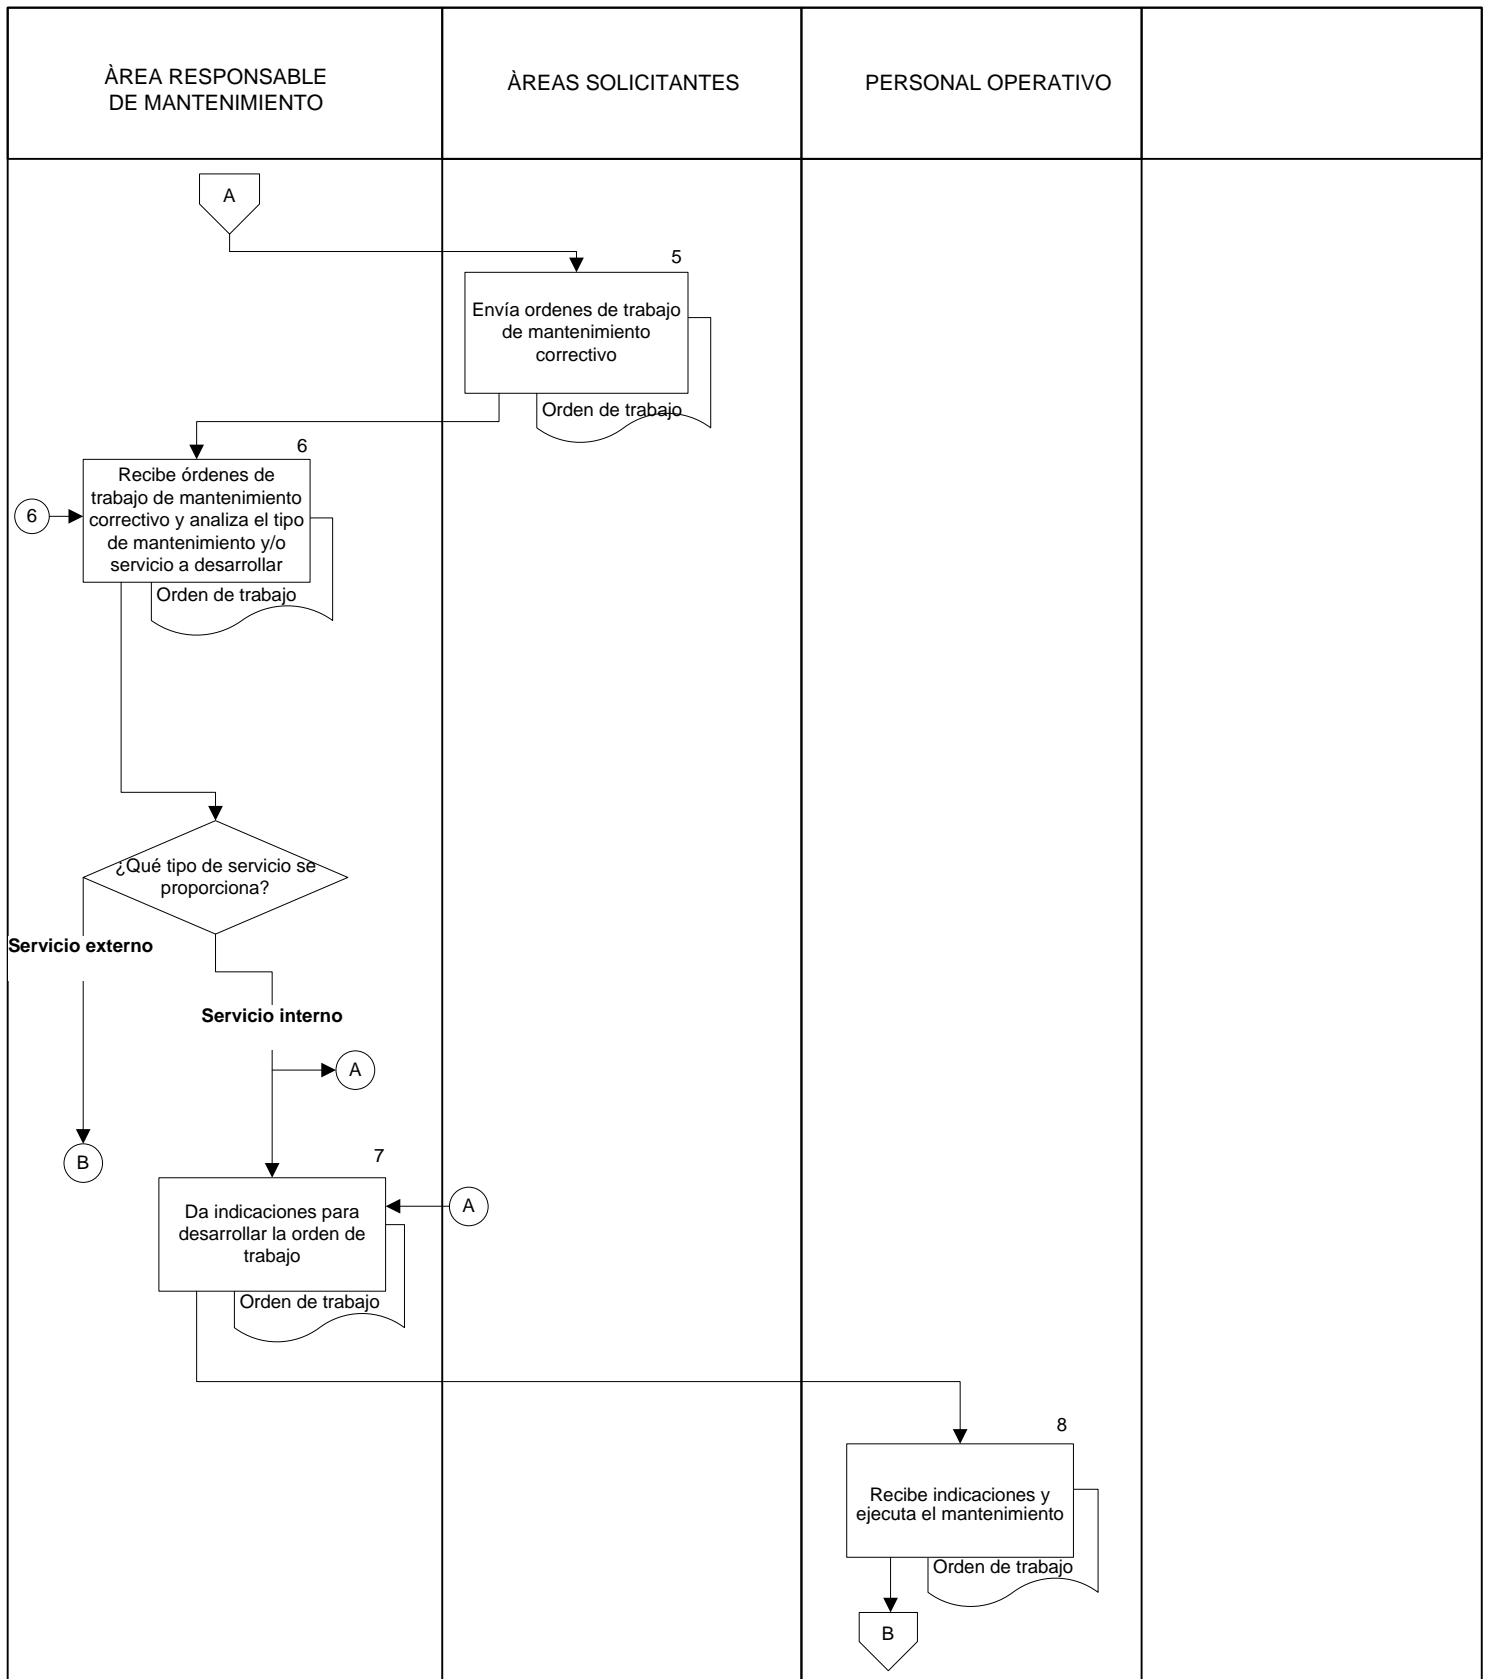 ÀREA RESPONSABLE
DE MANTENIMIENTO
ÀREAS SOLICITANTES
PERSONAL OPERATIVO
A
5
Envía ordenes de trabajo
de mantenimiento
correctivo
Orden de trabajo
6
Recibe órdenes de
trabajo de mantenimiento
correctivo y analiza el tipo
de mantenimiento y/o
servicio a desarrollar
6
Orden de trabajo
¿Qué tipo de servicio se
proporciona?
Servicio externo
Servicio interno
A
B
7
Da indicaciones para
desarrollar la orden de
trabajo
A
Orden de trabajo
8
Recibe indicaciones y
ejecuta el mantenimiento
Orden de trabajo
B